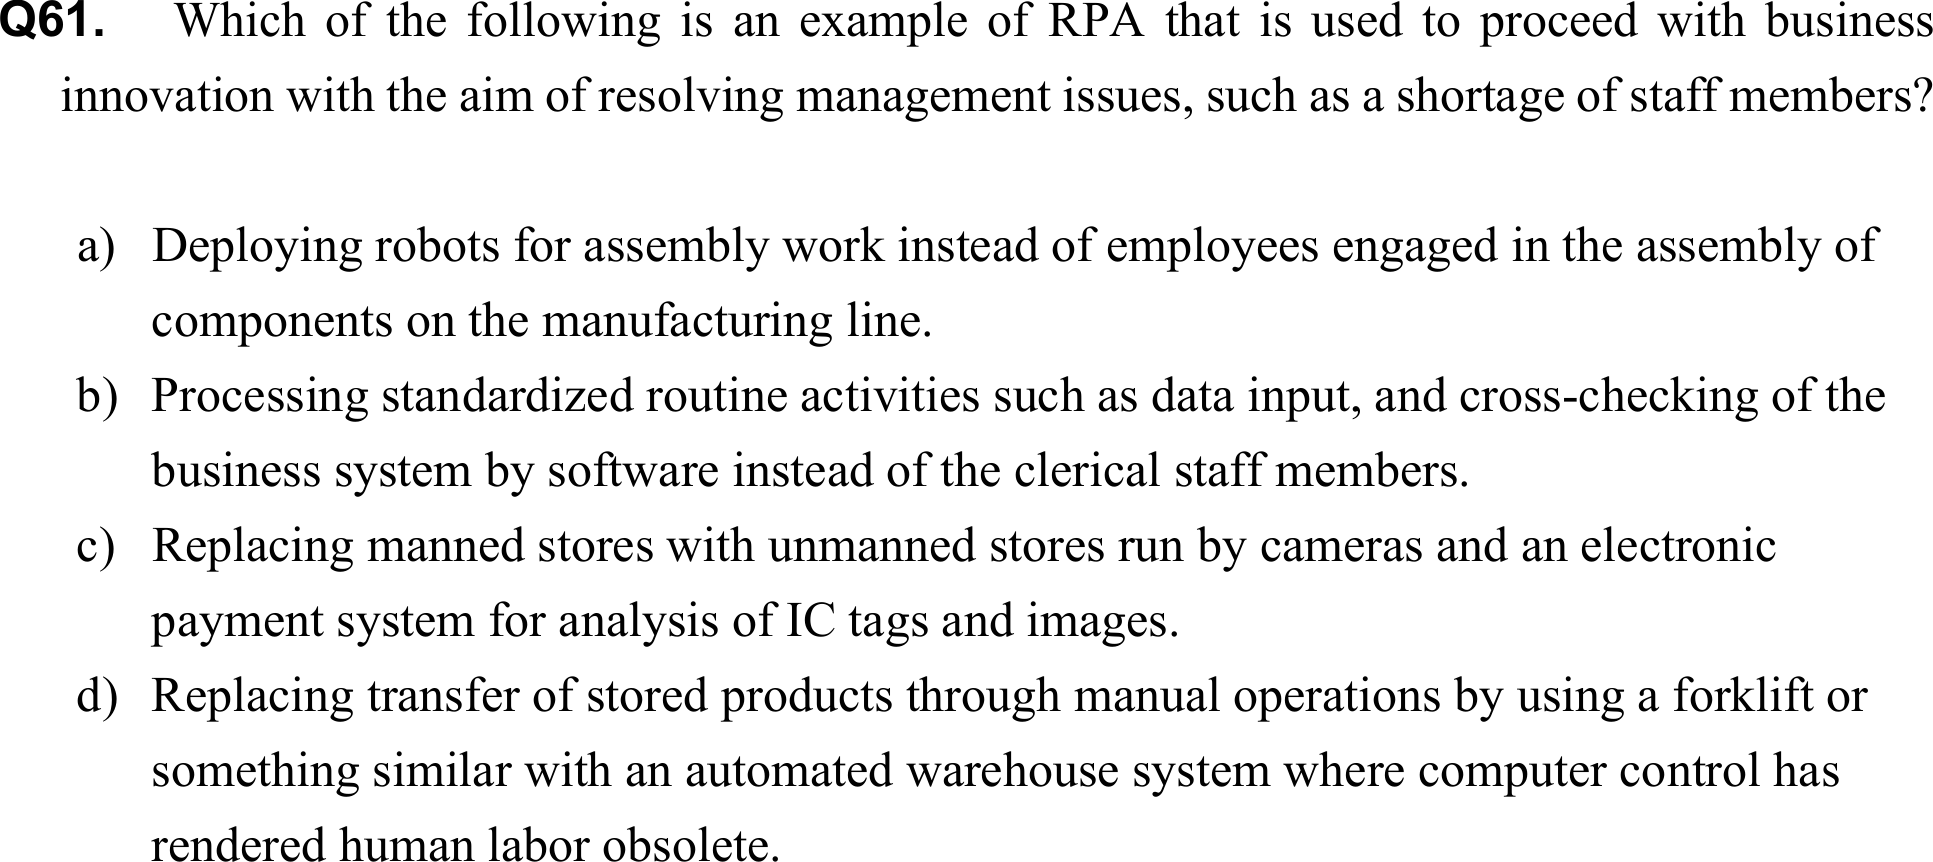 Q61. Which of the following is an example of RPA that is used to proceed with business
innovation with the aim of resolving management issues, such as a shortage of staff members?
a) Deploying robots for assembly work instead of employees engaged in the assembly of
components on the manufacturing line.
b) Processing standardized routine activities such as data input, and cross-checking of the
business system by software instead of the clerical staff members.
c) Replacing manned stores with unmanned stores run by cameras and an electronic
payment system for analysis of IC tags and images.
d) Replacing transfer of stored products through manual operations by using a forklift or
something similar with an automated warehouse system where computer control has
rendered human labor obsolete.